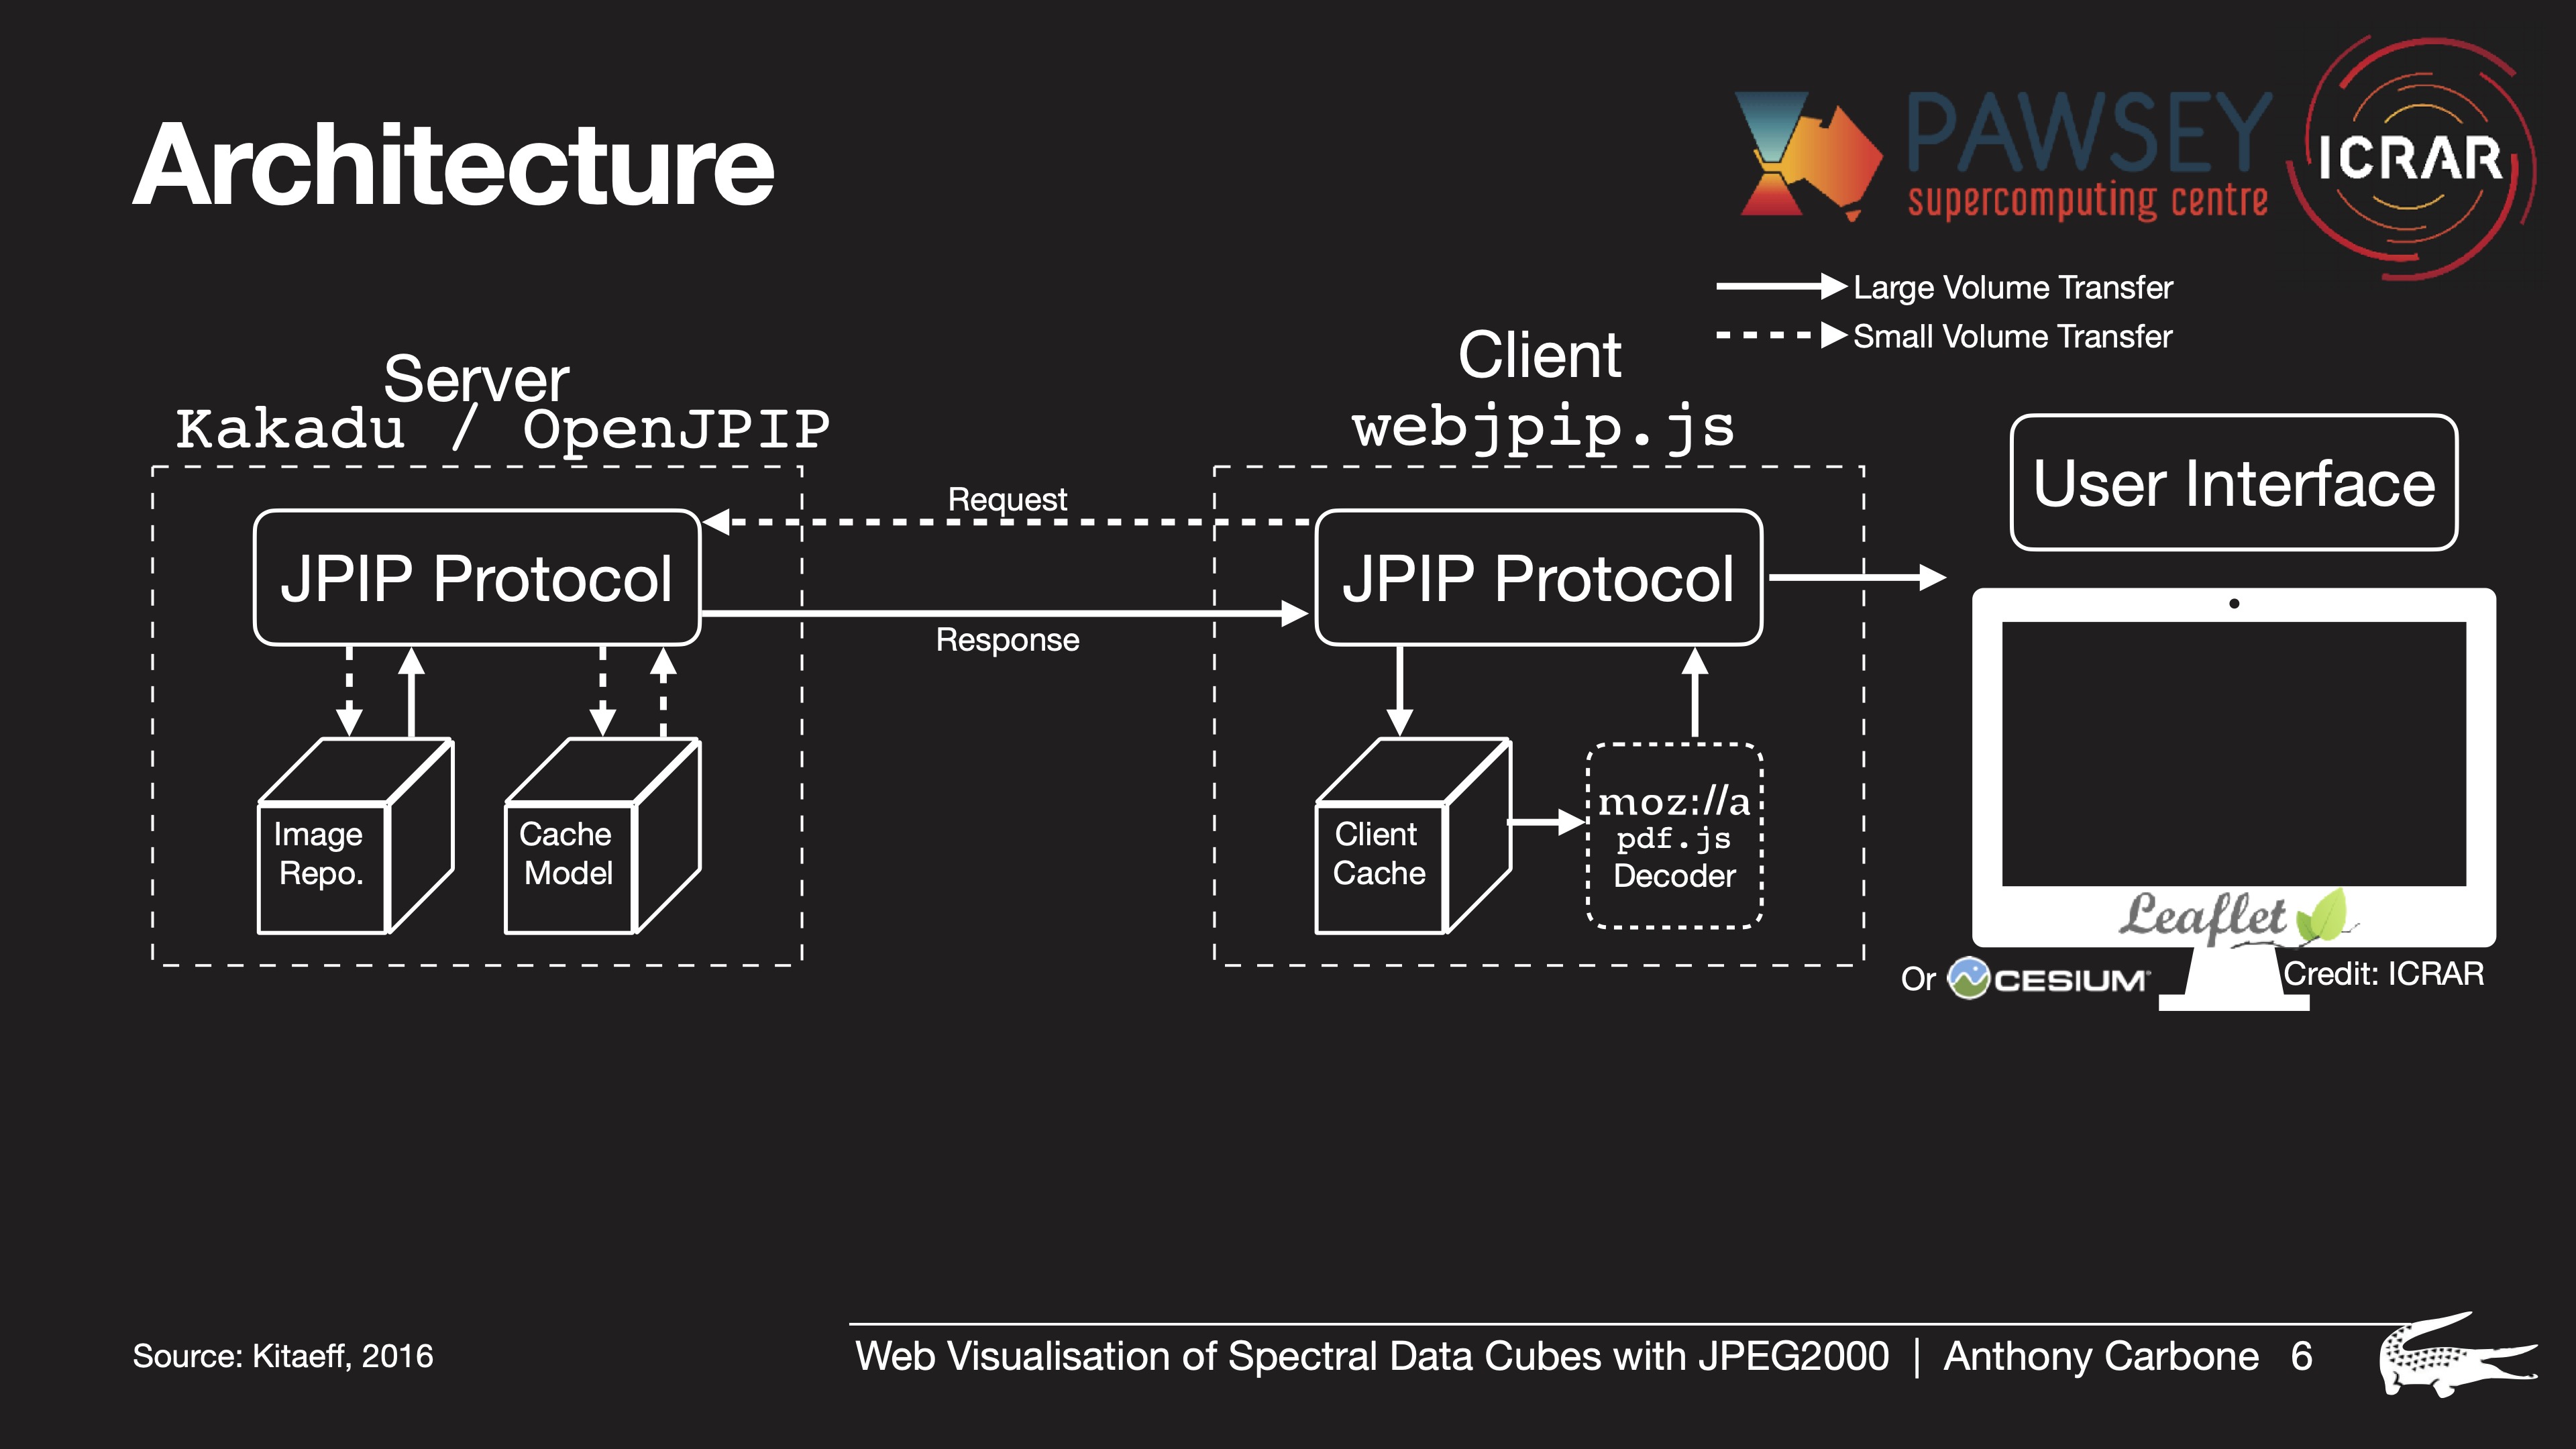 Architecture
PAWSEY
supercomputing centre
ICRAR
Large Volume Transfer
Small Volume Transfer
Server
Kakadu / OpenJPIP
Client
webjpip.js
User Interface
Request
JPIP Protocol
JPIP Protocol
Response
Image
Repo.
Cache
Model
Client
Cache
moz://a
pdf.js
Decoder
Leaflet
Or CESIUM
Credit: ICRAR
Source: Kitaeff, 2016
Web Visualisation of Spectral Data Cubes with JPEG2000 | Anthony Carbone 6